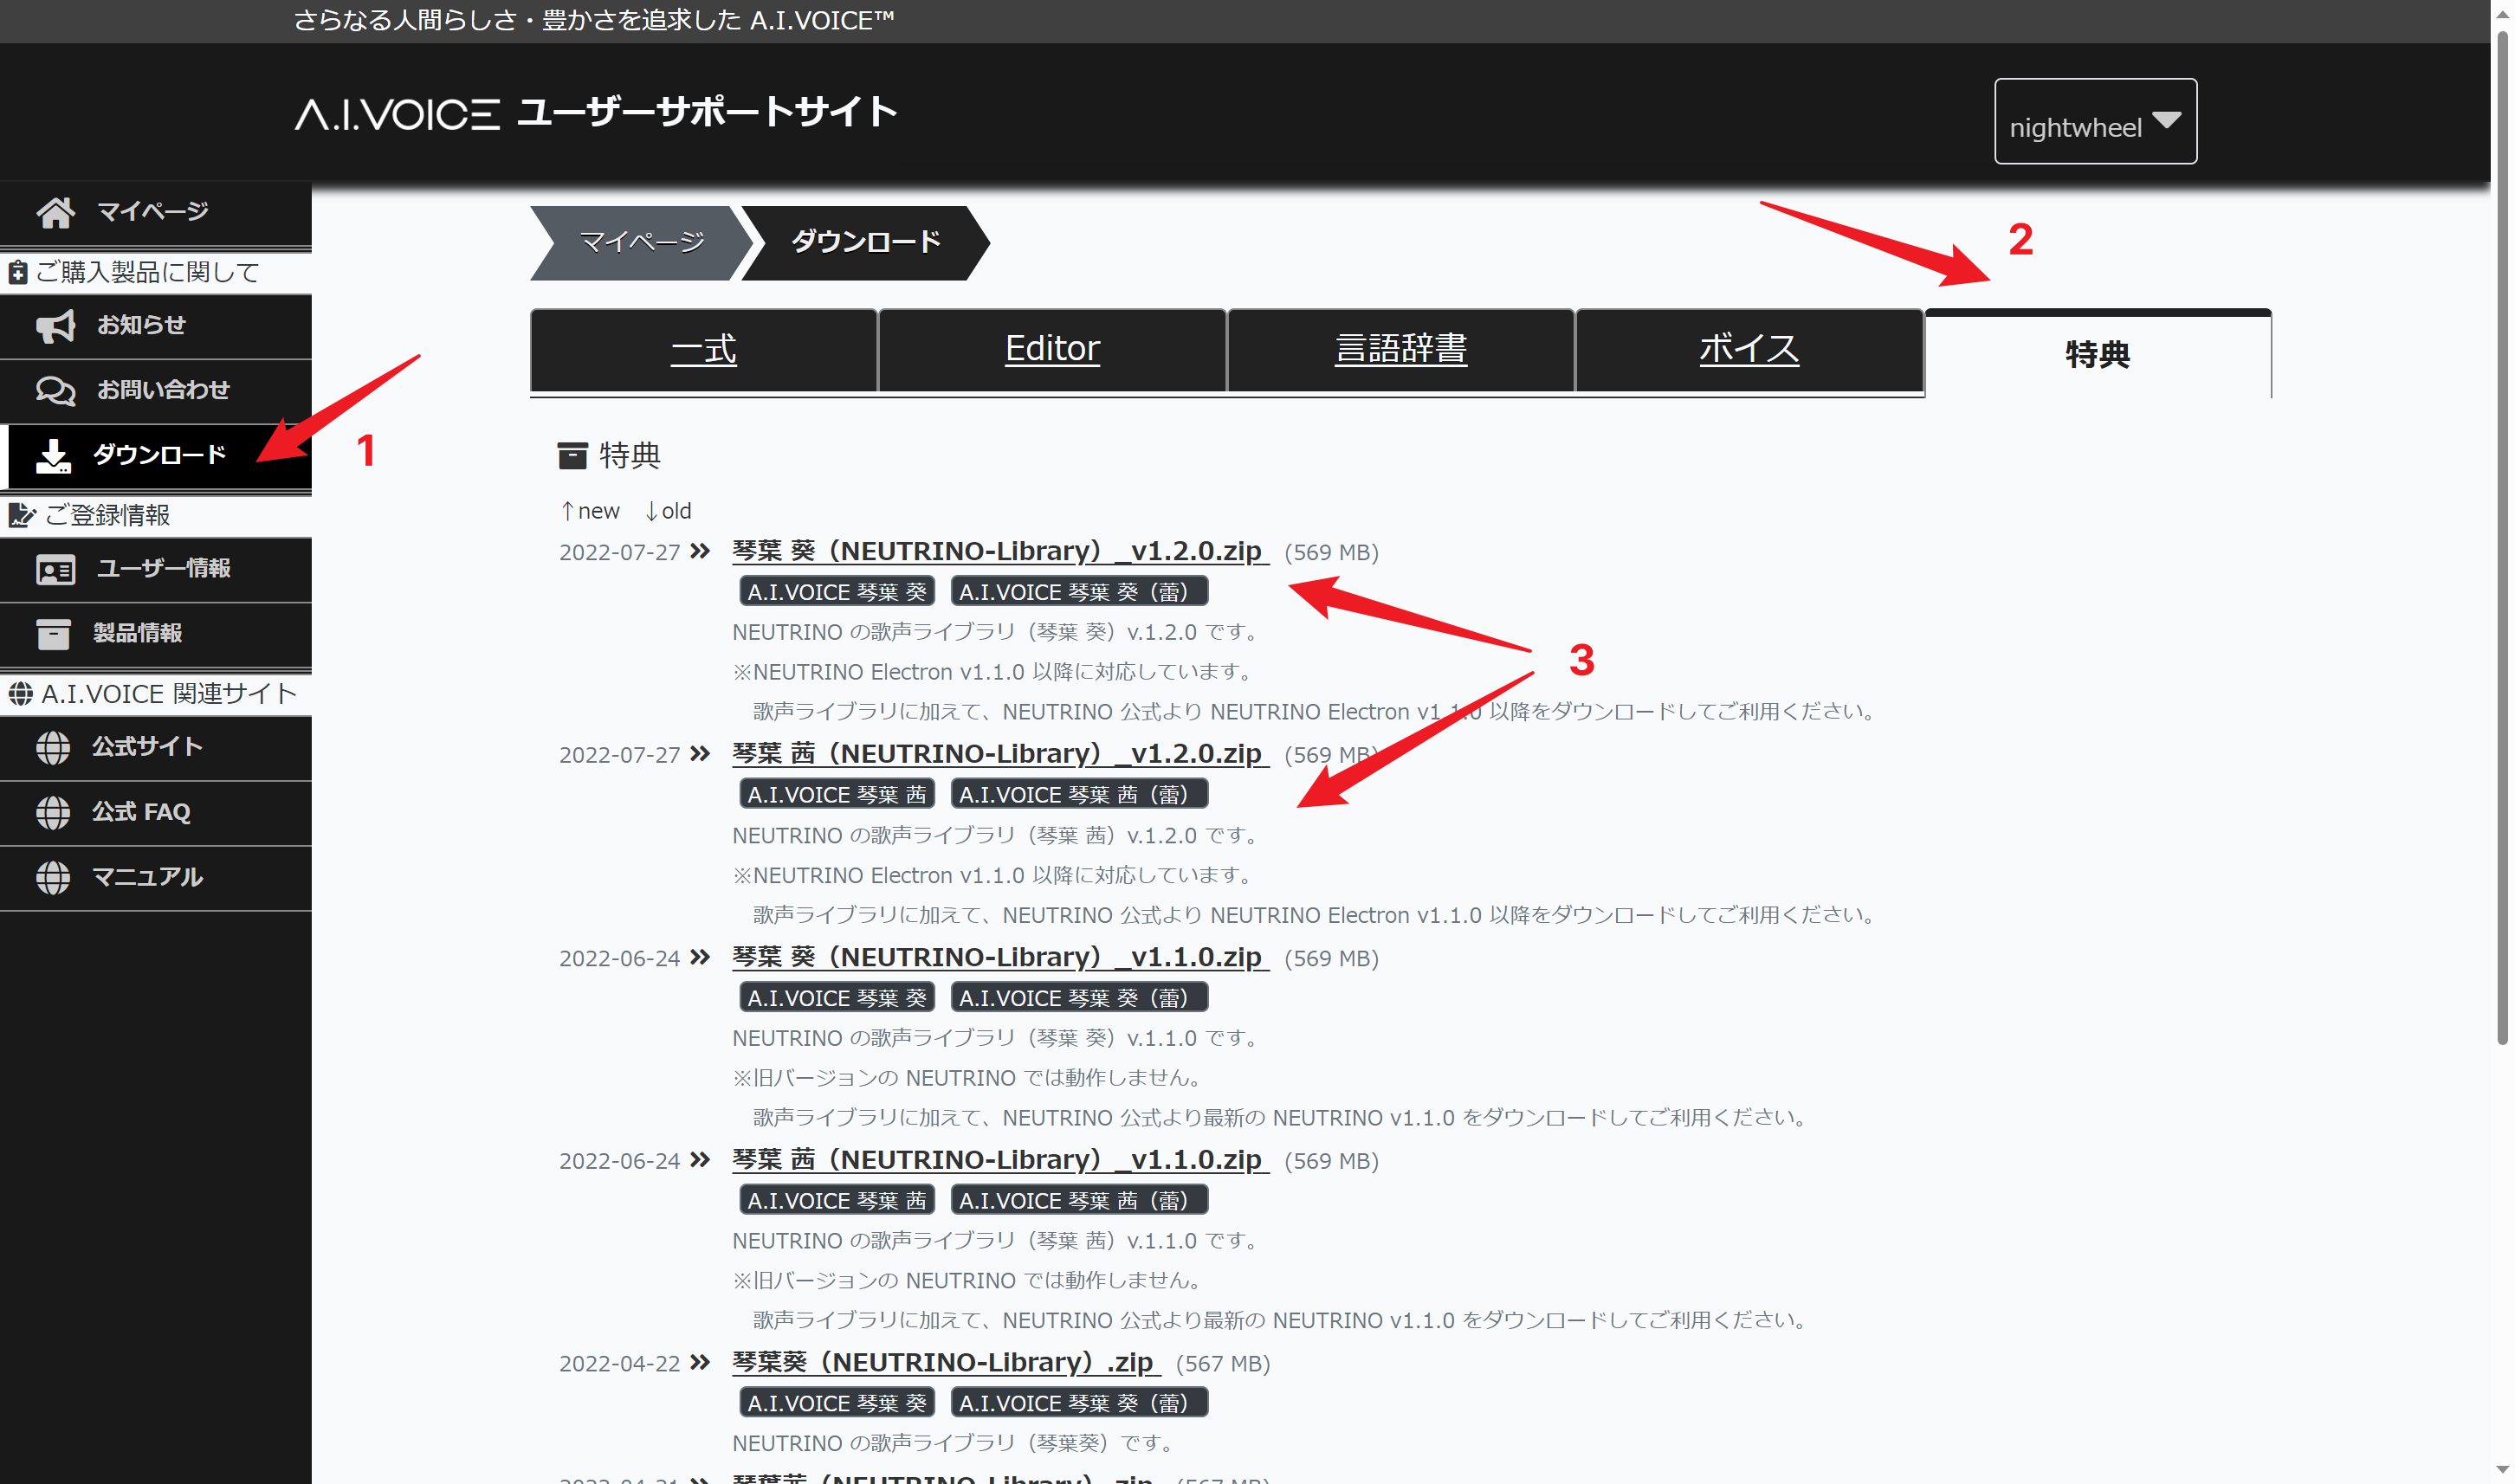 さらなる人間らしさ・豊かさを追求した A.I.VOICE™
A.I.VOICE ユーザーサポートサイト
nightwheel
マイページ
ご購入製品に関して
お知らせ
お問い合わせ
ダウンロード
1
ご登録情報
ユーザー情報
製品情報
A.I.VOICE 関連サイト
公式サイト
公式 FAQ
マニュアル
マイページ
ダウンロード
2
一式
Editor
言語辞書
ボイス
特典
特典
↑new ↓old
2022-07-27 琴葉 葵（NEUTRINO-Library）_v1.2.0.zip (569 MB)
A.I.VOICE 琴葉 葵 A.I.VOICE 琴葉 葵（蕾）
NEUTRINO の歌声ライブラリ（琴葉 葵）v.1.2.0 です。
※NEUTRINO Electron v1.1.0 以降に対応しています。
3
歌声ライブラリに加えて、NEUTRINO 公式より NEUTRINO Electron v1.1.0 以降をダウンロードしてご利用ください。
2022-07-27 琴葉 茜（NEUTRINO-Library）_v1.2.0.zip (569 MB)
A.I.VOICE 琴葉 茜 A.I.VOICE 琴葉 茜（蕾）
NEUTRINO の歌声ライブラリ（琴葉 茜）v.1.2.0 です。
※NEUTRINO Electron v1.1.0 以降に対応しています。
歌声ライブラリに加えて、NEUTRINO 公式より NEUTRINO Electron v1.1.0 以降をダウンロードしてご利用ください。
2022-06-24 琴葉 葵（NEUTRINO-Library）_v1.1.0.zip (569 MB)
A.I.VOICE 琴葉 葵 A.I.VOICE 琴葉 葵（蕾）
NEUTRINO の歌声ライブラリ（琴葉 葵）v.1.1.0 です。
※旧バージョンの NEUTRINO では動作しません。
歌声ライブラリに加えて、NEUTRINO 公式より最新の NEUTRINO v1.1.0 をダウンロードしてご利用ください。
2022-06-24 琴葉 茜（NEUTRINO-Library）_v1.1.0.zip (569 MB)
A.I.VOICE 琴葉 茜 A.I.VOICE 琴葉 茜（蕾）
NEUTRINO の歌声ライブラリ（琴葉 茜）v.1.1.0 です。
※旧バージョンの NEUTRINO では動作しません。
歌声ライブラリに加えて、NEUTRINO 公式より最新の NEUTRINO v1.1.0 をダウンロードしてご利用ください。
2022-04-22 琴葉葵（NEUTRINO-Library）.zip (567 MB)
A.I.VOICE 琴葉 葵 A.I.VOICE 琴葉 葵（蕾）
NEUTRINO の歌声ライブラリ（琴葉葵）です。
2022-04-21 琴葉茜（NEUTRINO-Library）.zip (567 MB)